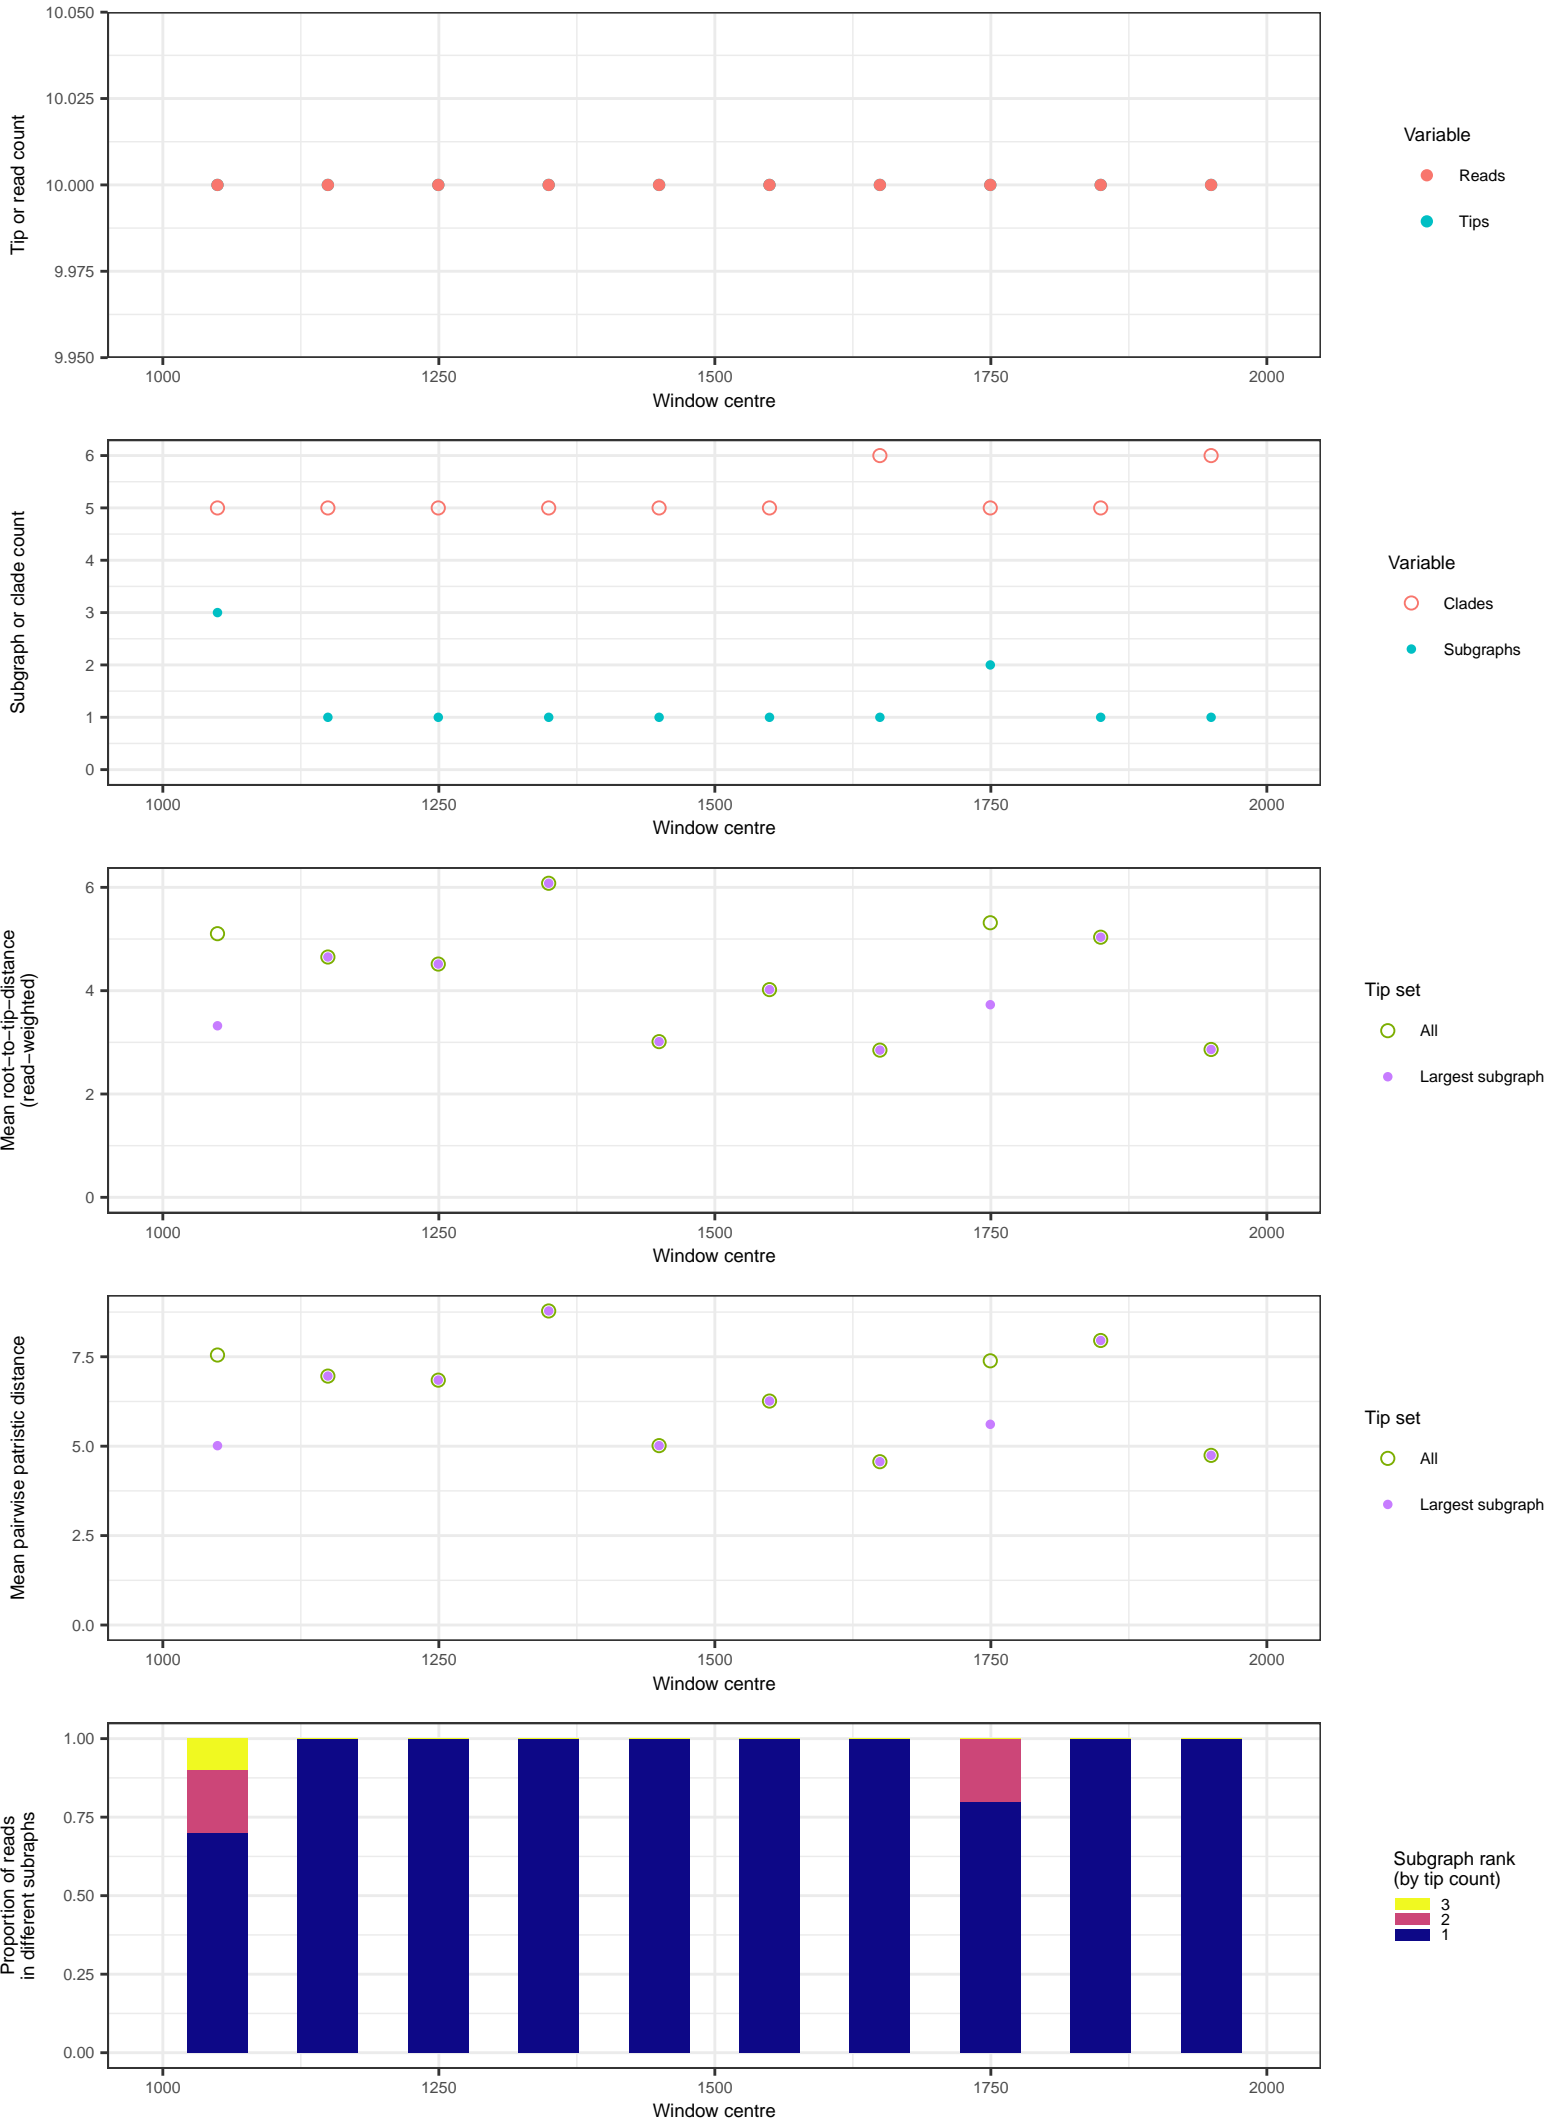 10.050
10.025
10.000
9.975
9.950
Tip or read count
1000 1250 1500 1750 2000
Window centre
Variable
Reads
Tips
6
5
4
3
2
1
0
Subgraph or clade count
1000 1250 1500 1750 2000
Window centre
Variable
Clades
Subgraphs
6
4
2
0
Mean root−to−tip−distance
(read−weighted)
1000 1250 1500 1750 2000
Window centre
Tip set
All
Largest subgraph
7.5
5.0
2.5
0.0
Mean pairwise patristic distance
1000 1250 1500 1750 2000
Window centre
Tip set
All
Largest subgraph
1.00
0.75
0.50
0.25
0.00
Proportion of reads
in different subraphs
1000 1250 1500 1750 2000
Window centre
Subgraph rank
(by tip count)
3
2
1